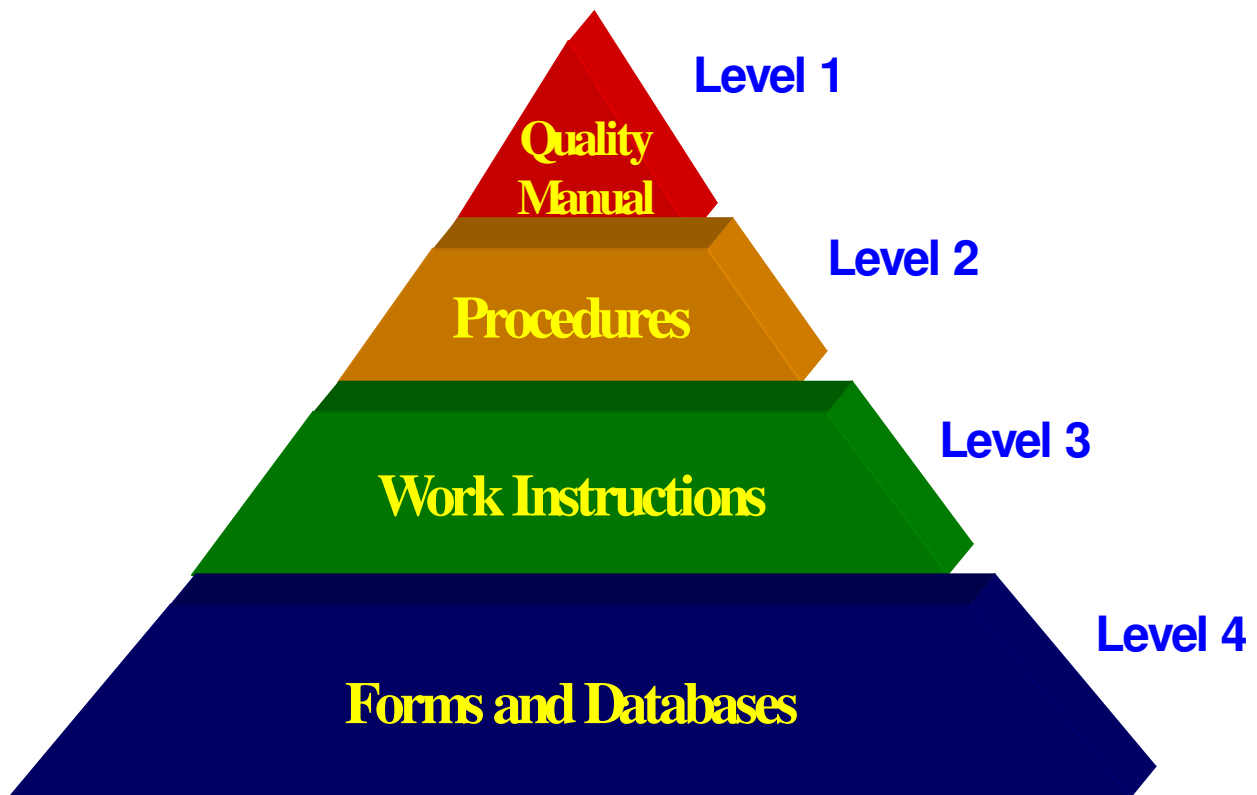 Level 1
Quality
Manual
Level 2
Procedures
Level 3
Work Instructions
Level 4
Forms and Databases